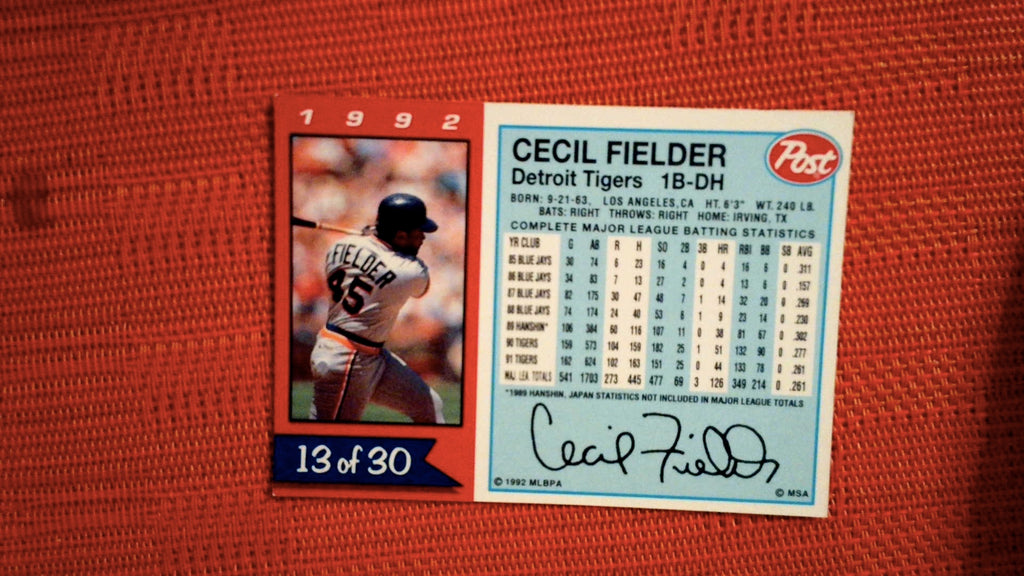 1992
C. FIELDER
45
13 of 30
CECIL FIELDER
Post
Detroit Tigers 1B-DH
BORN: 9-21-63, LOS ANGELES, CA HT. 6'3" WT. 240 LB.
BATS: RIGHT THROWS: RIGHT HOME: IRVING, TX
COMPLETE MAJOR LEAGUE BATTING STATISTICS
YR CLUB G AB R H SO 2B 3B HR RBI BB SB AVG
85 BLUE JAYS 30 74 6 23 16 4 0 4 16 6 0 .311
86 BLUE JAYS 34 83 7 13 27 2 0 4 13 6 0 .157
87 BLUE JAYS 82 175 30 47 48 7 1 14 32 20 0 .269
88 BLUE JAYS 74 174 24 40 53 6 1 9 23 14 0 .230
89 HANSHIN* 106 384 60 116 107 11 0 38 81 67 0 .302
90 TIGERS 159 573 104 159 182 25 1 51 132 90 0 .277
91 TIGERS 162 624 102 163 151 25 0 44 133 78 0 .261
MAJ LEA TOTALS 541 1703 273 445 477 69 3 126 349 214 0 .261
*1989 HANSHIN, JAPAN STATISTICS NOT INCLUDED IN MAJOR LEAGUE TOTALS
Cecil Fielder
© 1992 MLBPA
© MSA